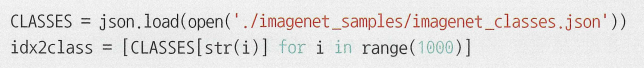 CLASSES = json.load(open('./imagenet_samples/imagenet_classes.json'))
idx2class = [CLASSES[str(i)] for i in range(1000)]